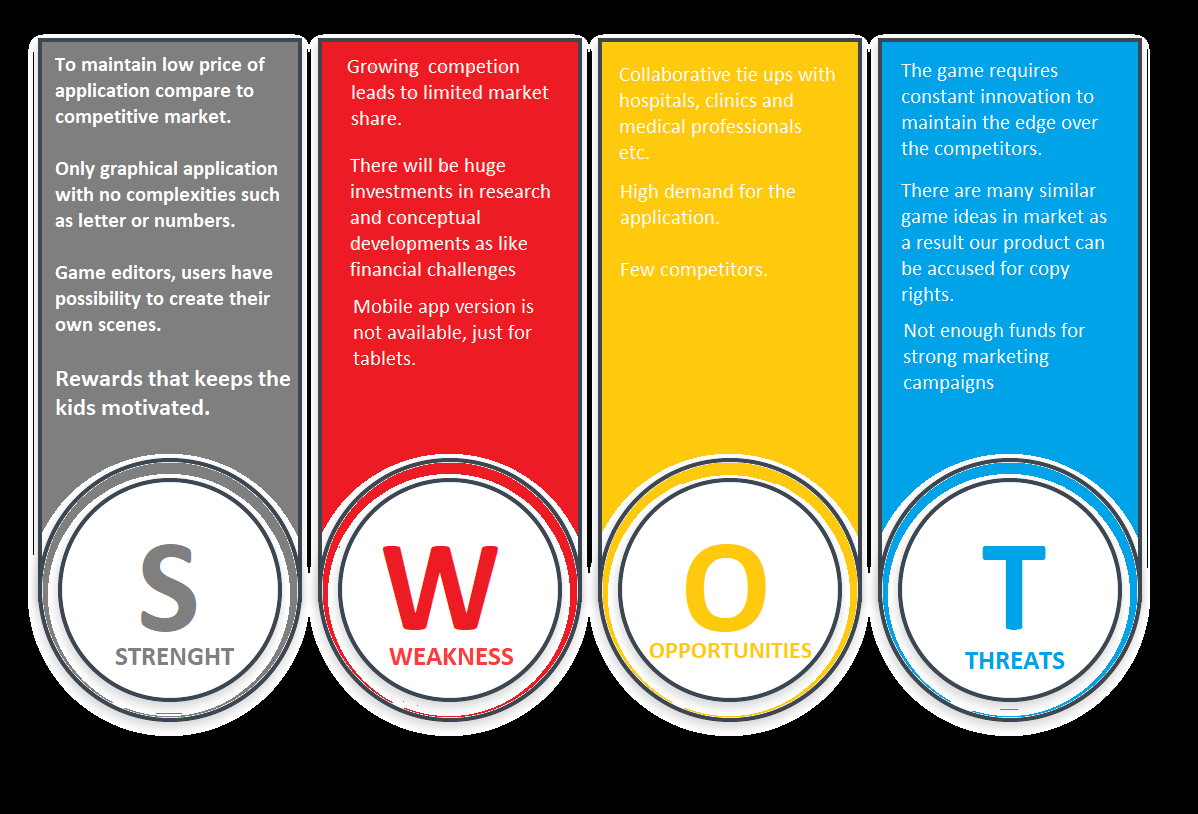 To maintain low price of
application compare to
competitive market.
Only graphical application
with no complexities such
as letter or numbers.
Game editors, users have
possibility to create their
own scenes.
Rewards that keeps the
kids motivated.
S
STRENGHT
Growing competion
leads to limited market
share.
There will be huge
investments in research
and conceptual
developments as like
financial challenges
Mobile app version is
not available, just for
tablets.
W
WEAKNESS
Collaborative tie ups with
hospitals, clinics and
medical professionals
etc.
High demand for the
application.
Few competitors.
O
OPPORTUNITIES
The game requires
constant innovation to
maintain the edge over
the competitors.
There are many similar
game ideas in market as
a result our product can
be accused for copy
rights.
Not enough funds for
strong marketing
campaigns
T
THREATS